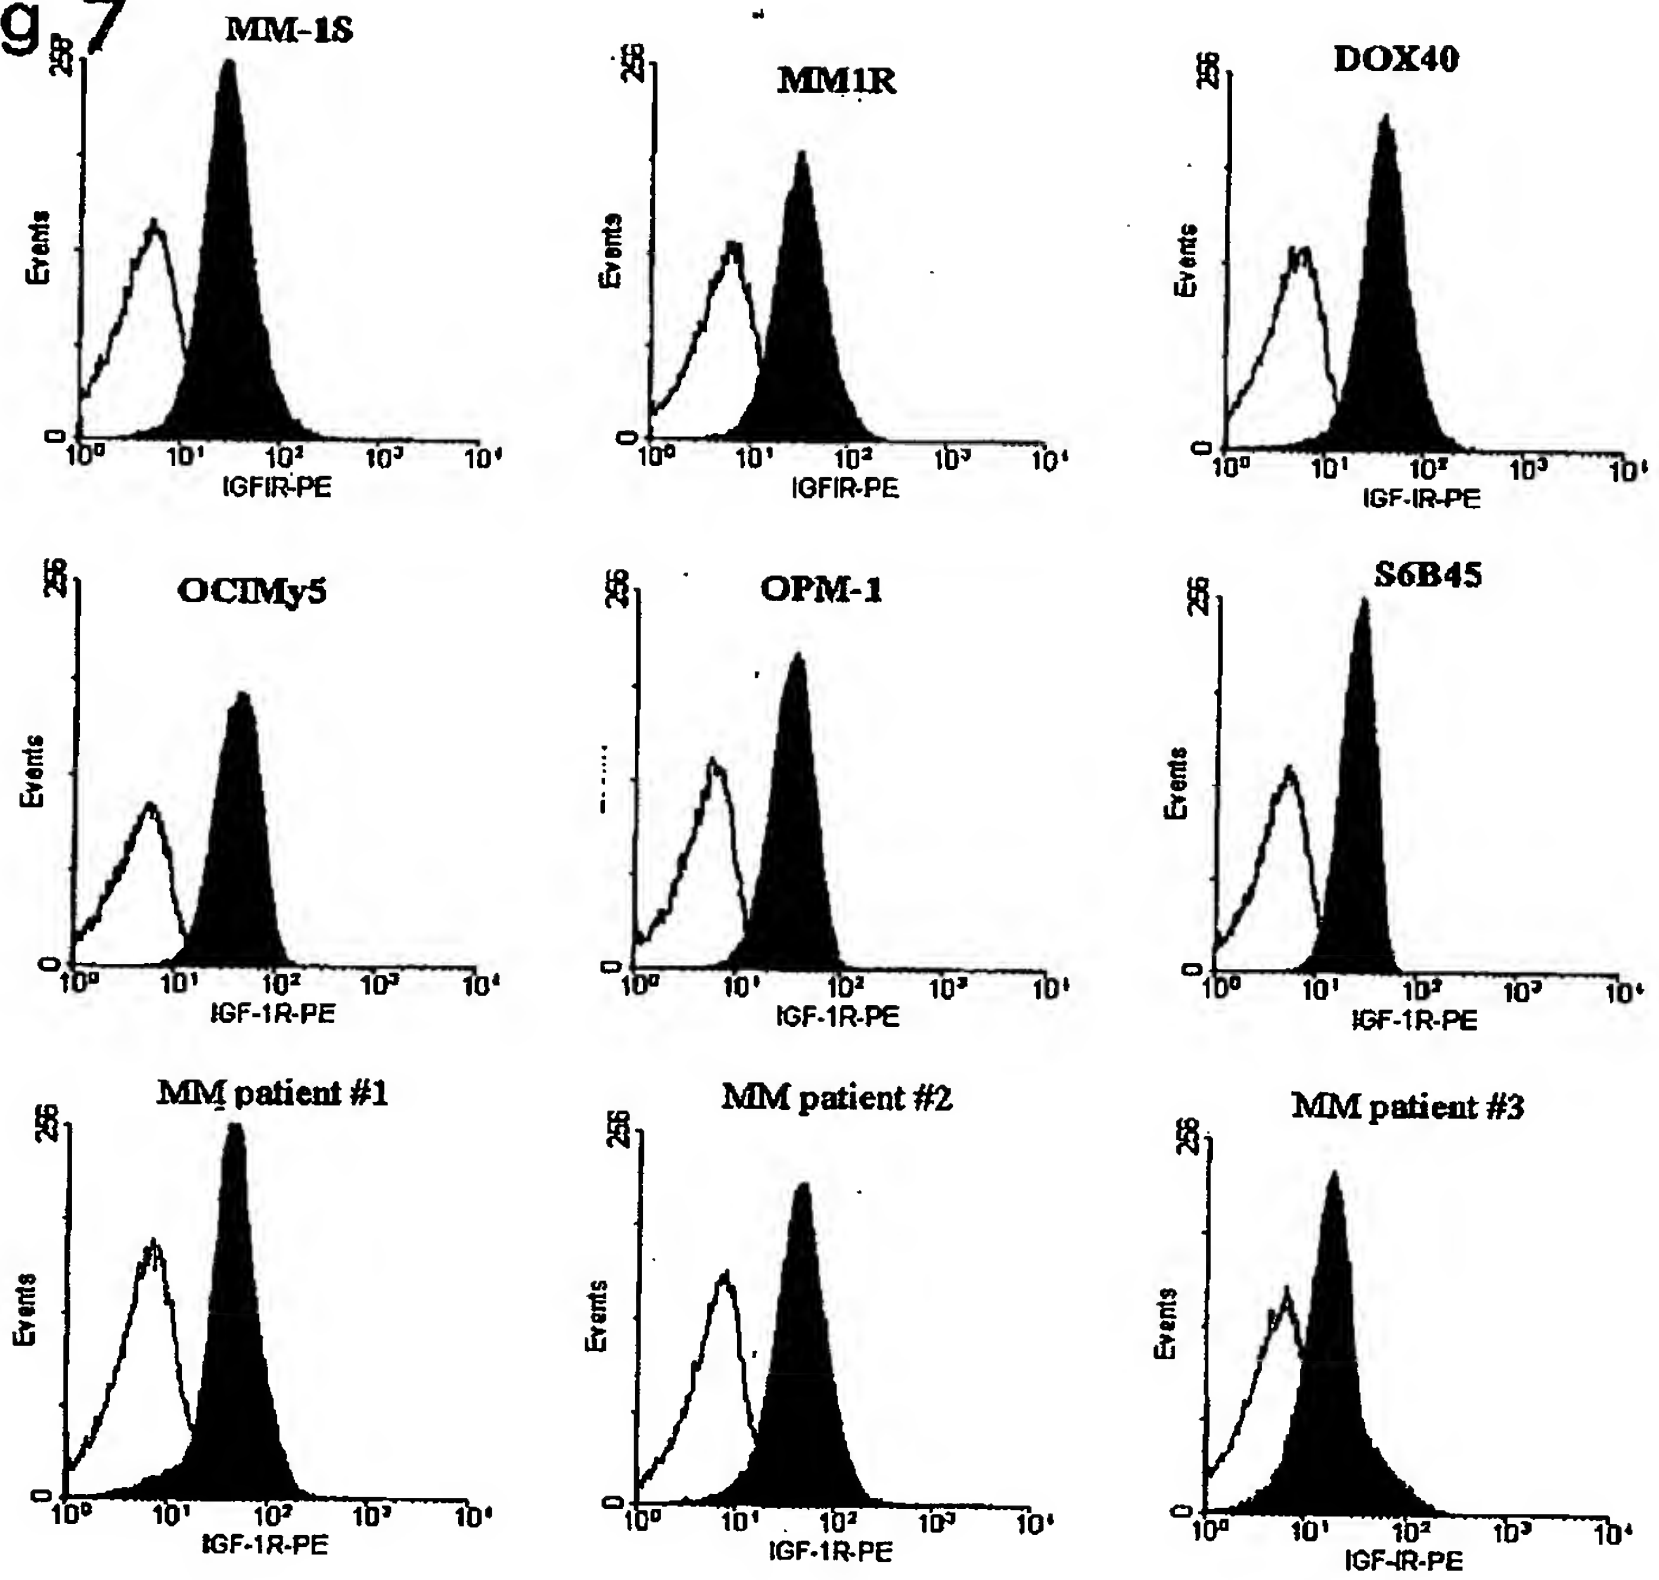 g 7
MM-1S
MM1R
DOX40
256
256
256
Events
Events
Events
0
0
0
10⁰ 10¹ 10² 10³ 10⁴
10⁰ 10¹ 10² 10³ 10⁴
10⁰ 10¹ 10² 10³ 10⁴
IGFIR-PE
IGFIR-PE
IGF-IR-PE
OCIMy5
OPM-1
S6B45
256
256
256
Events
Events
0
0
0
10⁰ 10¹ 10² 10³ 10⁴
10⁰ 10¹ 10² 10³ 10⁴
10⁰ 10¹ 10² 10³ 10⁴
IGF-1R-PE
IGF-1R-PE
IGF-1R-PE
MM patient #1
MM patient #2
MM patient #3
256
256
256
Events
Events
Events
0
0
0
10⁰ 10¹ 10² 10³ 10⁴
10⁰ 10¹ 10² 10³ 10⁴
10⁰ 10¹ 10² 10³ 10⁴
IGF-1R-PE
IGF-1R-PE
IGF-IR-PE